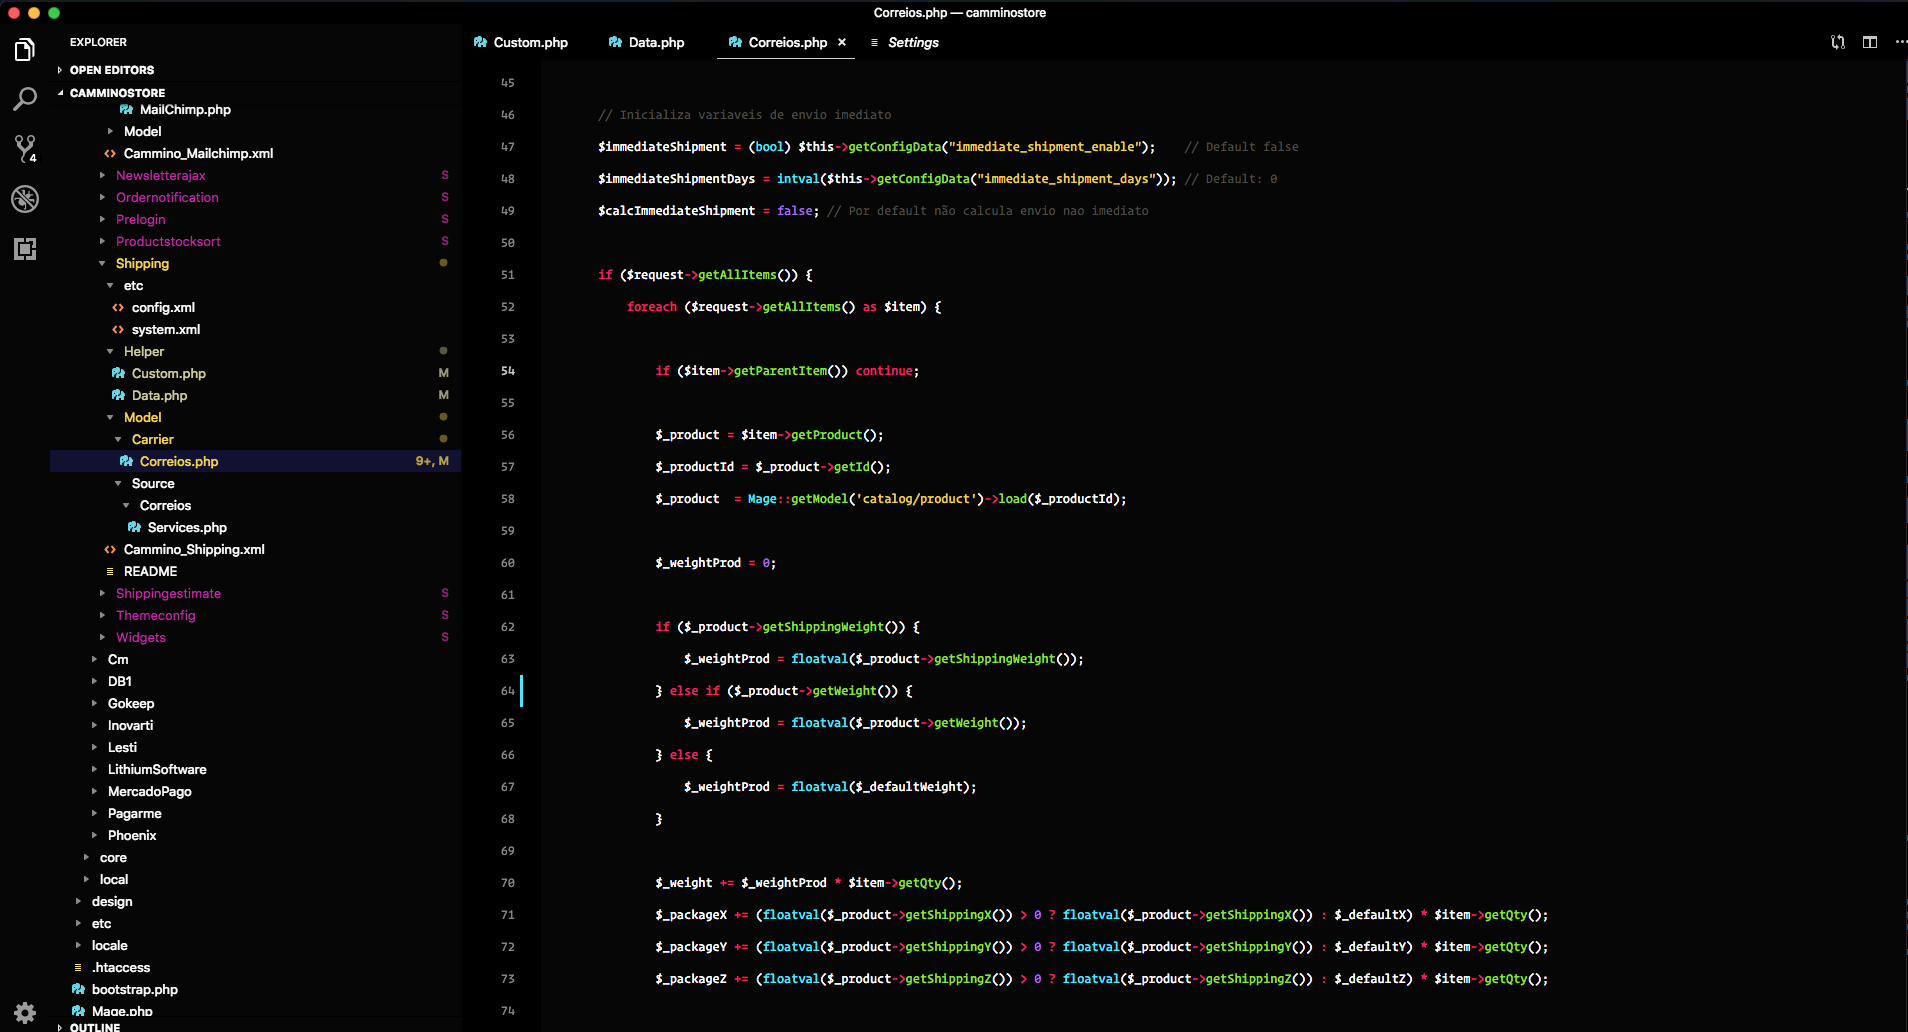 Correios.php — camminostore
EXPLORER
OPEN EDITORS
CAMMINOSTORE
MailChimp.php
Model
Cammino_Mailchimp.xml
Newsletterajax S
Ordernotification S
Prelogin S
Productstocksort S
Shipping
etc
config.xml
system.xml
Helper
Custom.php M
Data.php M
Model
Carrier
Correios.php 9+, M
Source
Correios
Services.php
Cammino_Shipping.xml
README
Shippingestimate S
Themeconfig S
Widgets S
Cm
DB1
Gokeep
Inovarti
Lesti
LithiumSoftware
MercadoPago
Pagarme
Phoenix
core
local
design
etc
locale
.htaccess
bootstrap.php
Mage.php
OUTLINE
4
Custom.php Data.php Correios.php × Settings
45
46 // Inicializa variaveis de envio imediato
47 $immediateShipment = (bool) $this->getConfigData("immediate_shipment_enable"); // Default false
48 $immediateShipmentDays = intval($this->getConfigData("immediate_shipment_days")); // Default: 0
49 $calcImmediateShipment = false; // Por default não calcula envio nao imediato
50
51 if ($request->getAllItems()) {
52 foreach ($request->getAllItems() as $item) {
53
54 if ($item->getParentItem()) continue;
55
56 $_product = $item->getProduct();
57 $_productId = $_product->getId();
58 $_product = Mage::getModel('catalog/product')->load($_productId);
59
60 $_weightProd = 0;
61
62 if ($_product->getShippingWeight()) {
63 $_weightProd = floatval($_product->getShippingWeight());
64 } else if ($_product->getWeight()) {
65 $_weightProd = floatval($_product->getWeight());
66 } else {
67 $_weightProd = floatval($_defaultWeight);
68 }
69
70 $_weight += $_weightProd * $item->getQty();
71 $_packageX += (floatval($_product->getShippingX()) > 0 ? floatval($_product->getShippingX()) : $_defaultX) * $item->getQty();
72 $_packageY += (floatval($_product->getShippingY()) > 0 ? floatval($_product->getShippingY()) : $_defaultY) * $item->getQty();
73 $_packageZ += (floatval($_product->getShippingZ()) > 0 ? floatval($_product->getShippingZ()) : $_defaultZ) * $item->getQty();
74